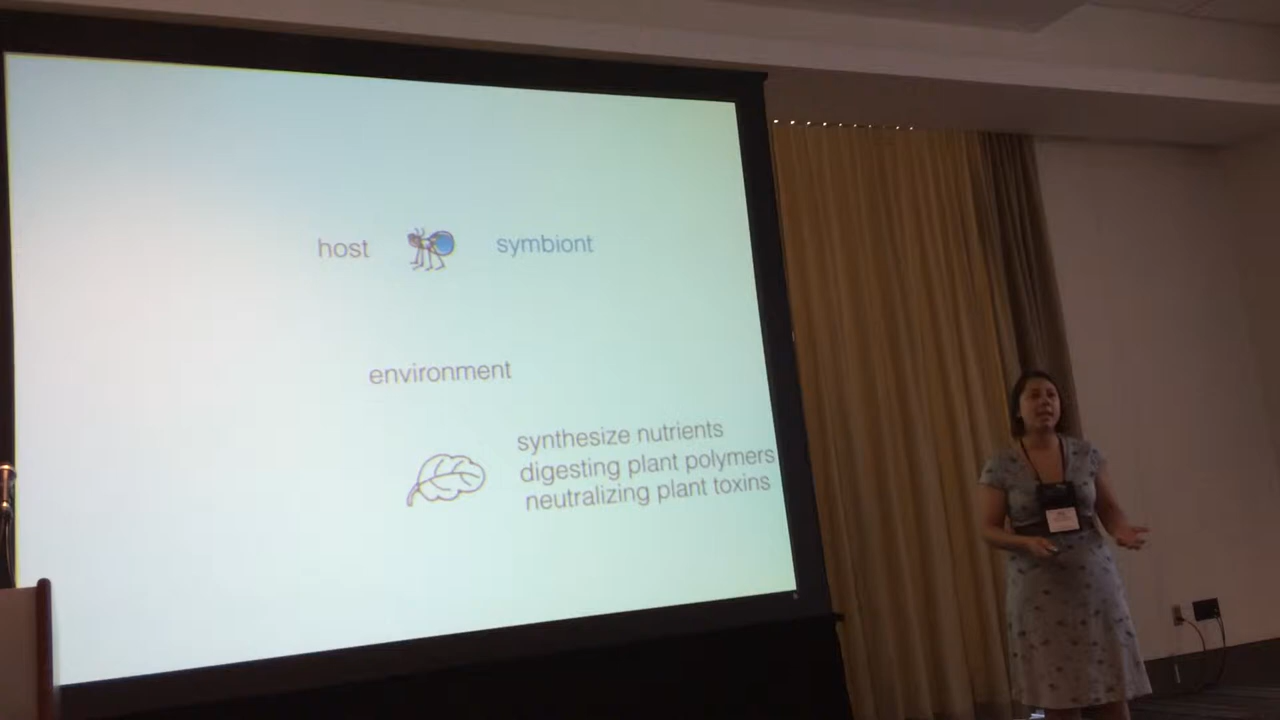 host symbiont
environment
synthesize nutrients
digesting plant polymers
neutralizing plant toxins